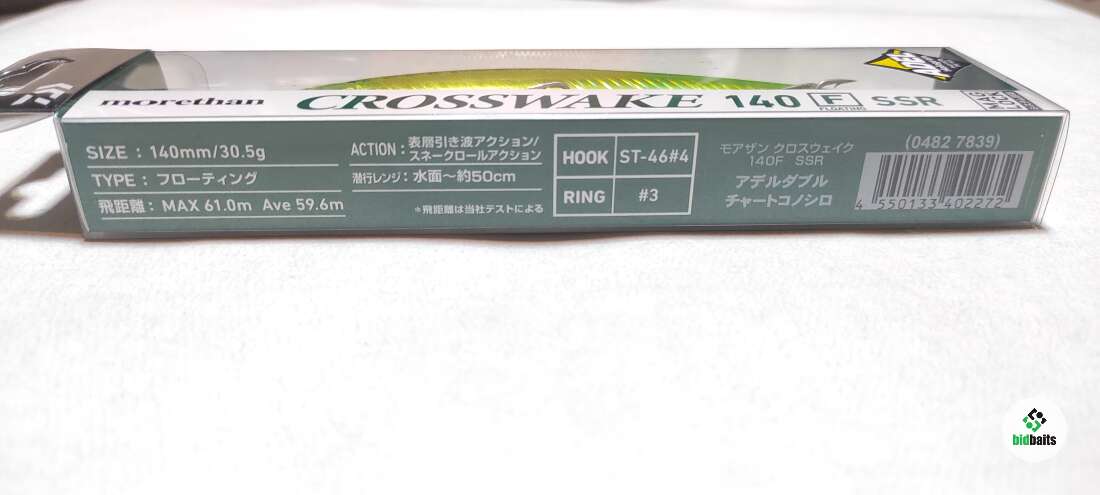 morethan CROSSWAKE 140 F SSR
FLOATING
SIZE : 140mm/30.5g
TYPE : フローティング
飛距離 : MAX 61.0m Ave 59.6m
ACTION : 表層引き波アクション/
スネークロールアクション
潜行レンジ : 水面〜約50cm
*飛距離は当社テストによる
HOOK ST-46#4
RING #3
モアザン クロスウェイク
140F SSR
アデルダブル
チャートコノシロ
(0482 7839)
4 550133 402272
bidbaits